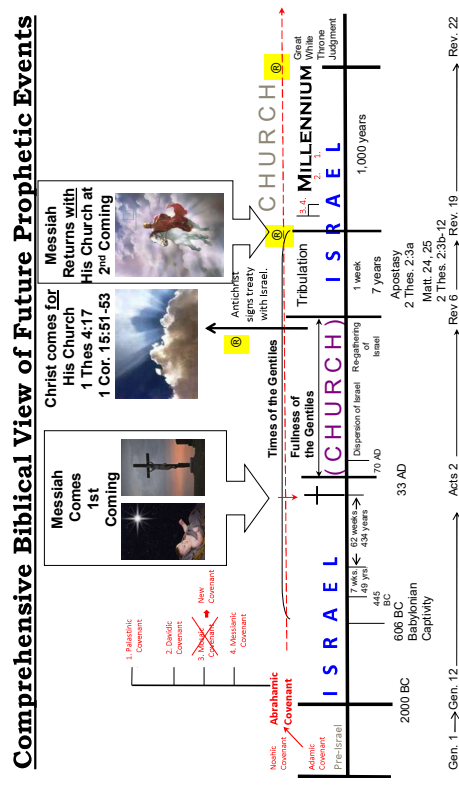 Comprehensive Biblical View of Future Prophetic Events
Messiah
Comes
1st
Coming
Christ comes for
His Church
1 Thes 4:17
1 Cor. 15:51-53
Messiah
Returns with
His Church at
2nd Coming
1. Palastinic
Covenant
2. Davidic
Covenant
3. Mosaic
Covenant
New
Covenant
4. Messianic
Covenant
®
Antichrist
signs treaty
with Israel.
CHURCH
®
®
Abrahamic
Covenant
Noahic
Covenant
Adamic
Covenant
Times of the Gentiles
Fullness of
the Gentiles
Tribulation
3. 4.
MILLENNIUM
2. 1.
Great
White
Throne
Judgment
Pre-Israel
ISRAEL
(CHURCH)
ISRAEL
7 wks.
49 yrs)
62 weeks
434 years
Dispersion of Israel
Re-gathering
of
Israel
1 week
7 years
1,000 years
2000 BC
606 BC
Babylonian
Captivity
445
BC
33 AD
70 AD
Apostasy
2 Thes. 2:3a
Matt. 24, 25
2 Thes. 2:3b-12
Gen. 1
Gen. 12
Acts 2
Rev 6
Rev. 19
Rev. 22